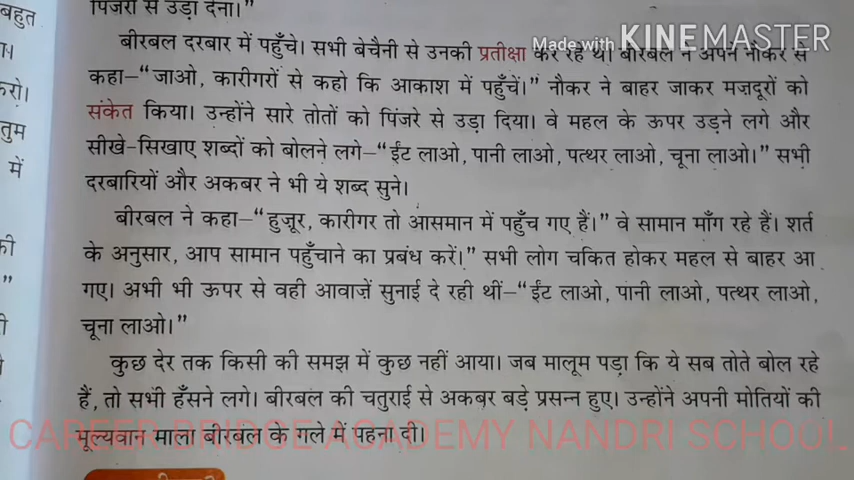 बहुत
पिंजरों से उड़ा देना।"
बीरबल दरबार में पहुँचे। सभी बेचैनी से उनकी प्रतीक्षा कर रहे थे। बीरबल ने अपने नौकर से
Made with KINEMASTER
कहा–"जाओ, कारीगरों से कहो कि आकाश में पहुँचें।" नौकर ने बाहर जाकर मज़दूरों को
करो।
संकेत किया। उन्होंने सारे तोतों को पिंजरे से उड़ा दिया। वे महल के ऊपर उड़ने लगे और
तुम
सीखे-सिखाए शब्दों को बोलने लगे–"ईंट लाओ, पानी लाओ, पत्थर लाओ, चूना लाओ।" सभी
में
दरबारियों और अकबर ने भी ये शब्द सुने।
बीरबल ने कहा–"हुज़ूर, कारीगर तो आसमान में पहुँच गए हैं।" वे सामान माँग रहे हैं। शर्त
की
के अनुसार, आप सामान पहुँचाने का प्रबंध करें।" सभी लोग चकित होकर महल से बाहर आ
"
गए। अभी भी ऊपर से वही आवाज़ें सुनाई दे रही थीं–"ईंट लाओ, पानी लाओ, पत्थर लाओ,
चूना लाओ।"
कुछ देर तक किसी की समझ में कुछ नहीं आया। जब मालूम पड़ा कि ये सब तोते बोल रहे
हैं, तो सभी हँसने लगे। बीरबल की चतुराई से अकबर बड़े प्रसन्न हुए। उन्होंने अपनी मोतियों की
CAREER BRIDGE ACADEMY NANDRI SCHOOL
मूल्यवान माला बीरबल के गले में पहना दी।